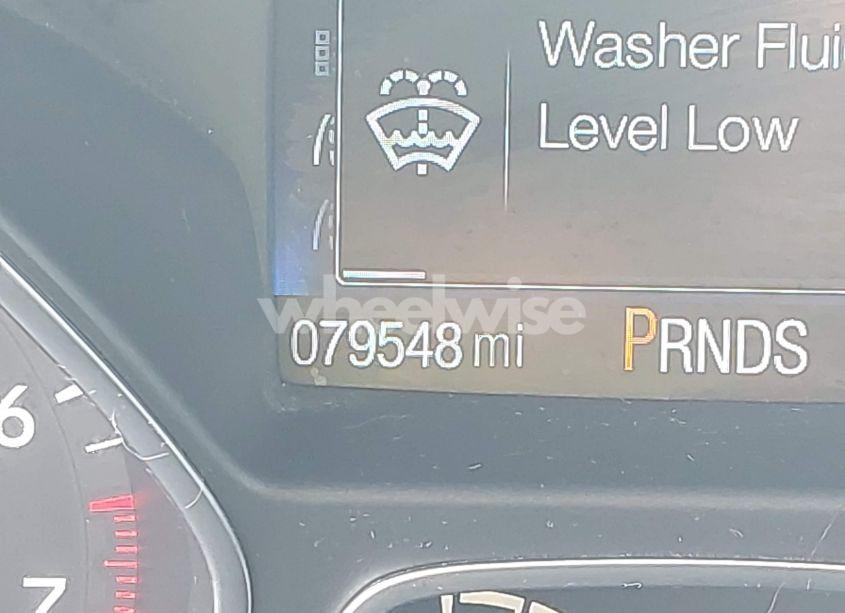 Washer Flui
Level Low
wheelwise
079548 mi
PRNDS
6
7